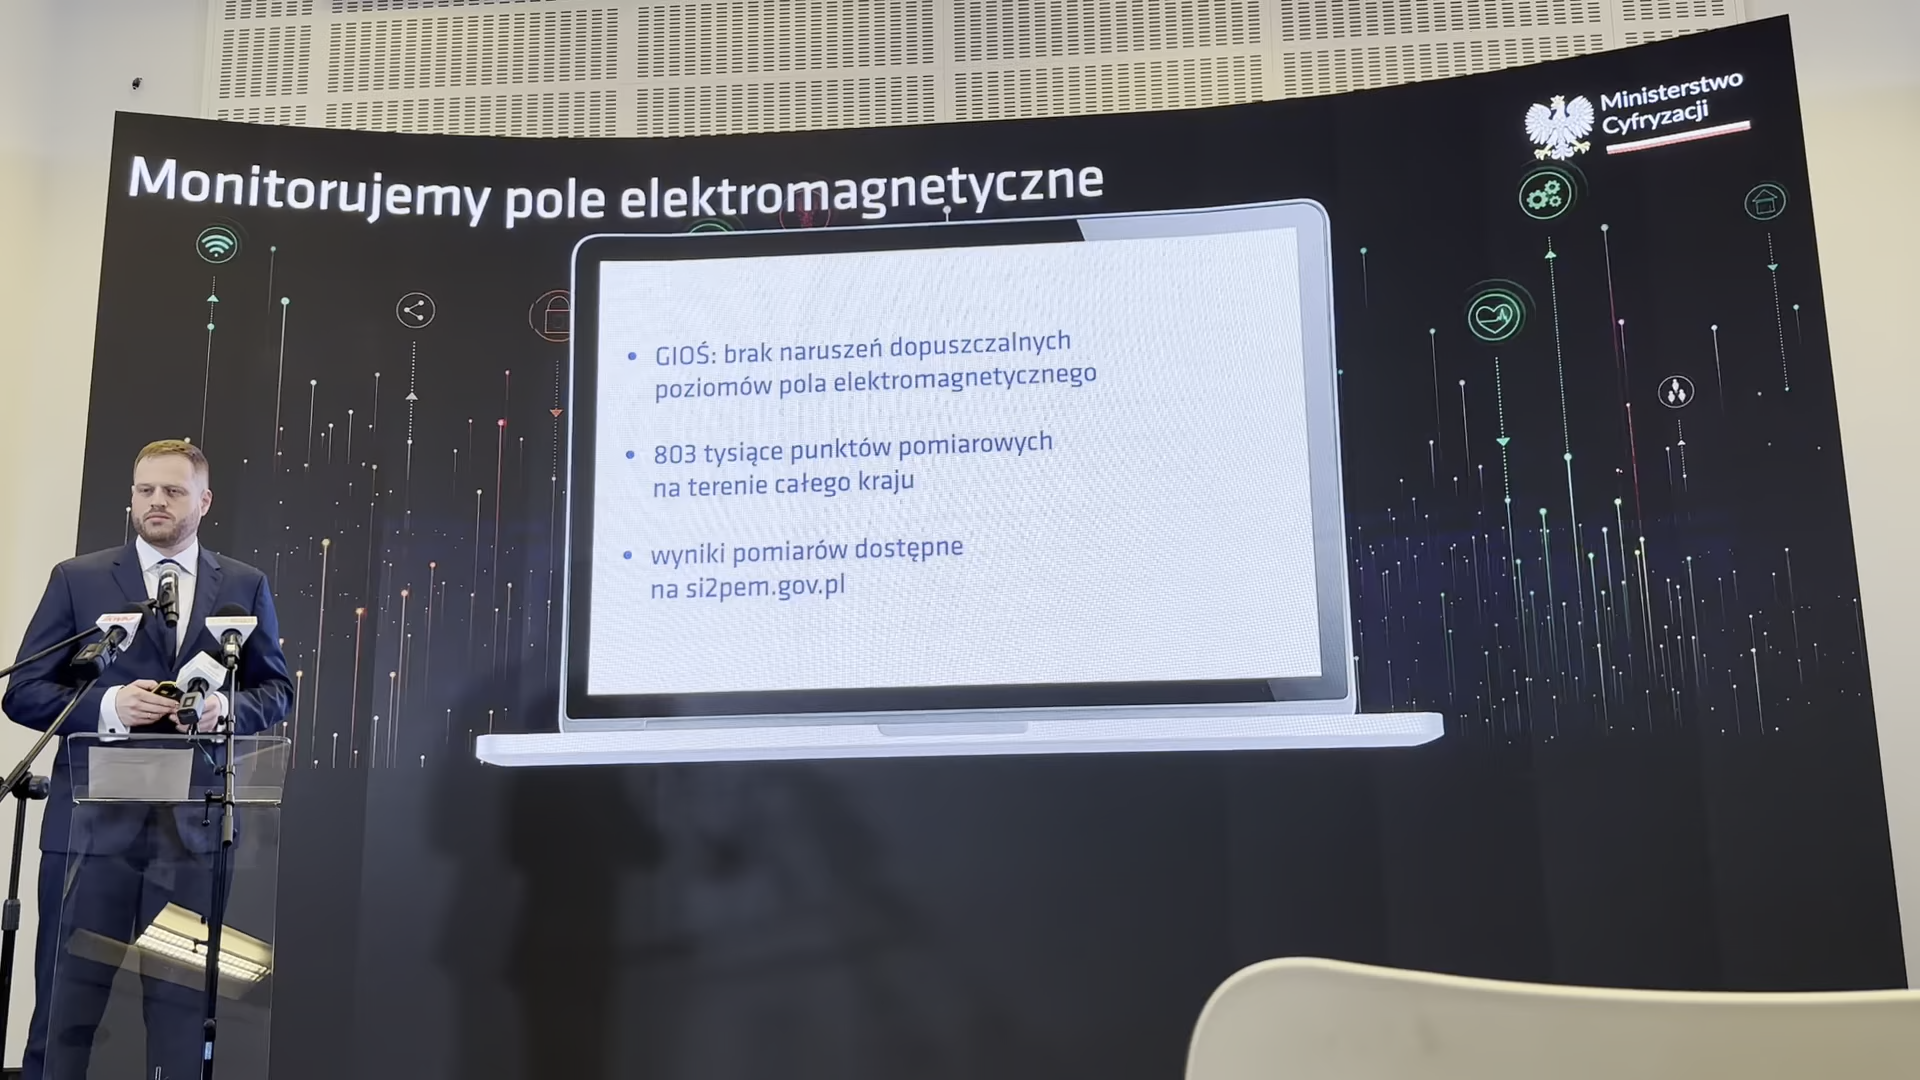 Ministerstwo
Cyfryzacji
Monitorujemy pole elektromagnetyczne
• GIOŚ: brak naruszeń dopuszczalnych
poziomów pola elektromagnetycznego
• 803 tysiące punktów pomiarowych
na terenie całego kraju
• wyniki pomiarów dostępne
na si2pem.gov.pl